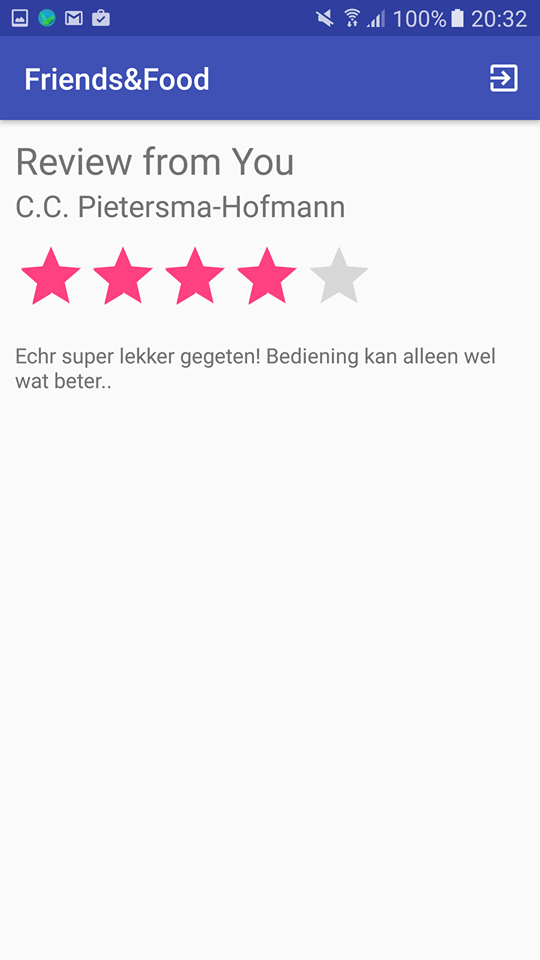 100% 20:32
Friends&Food
Review from You
C.C. Pietersma-Hofmann
Echr super lekker gegeten! Bediening kan alleen wel
wat beter..